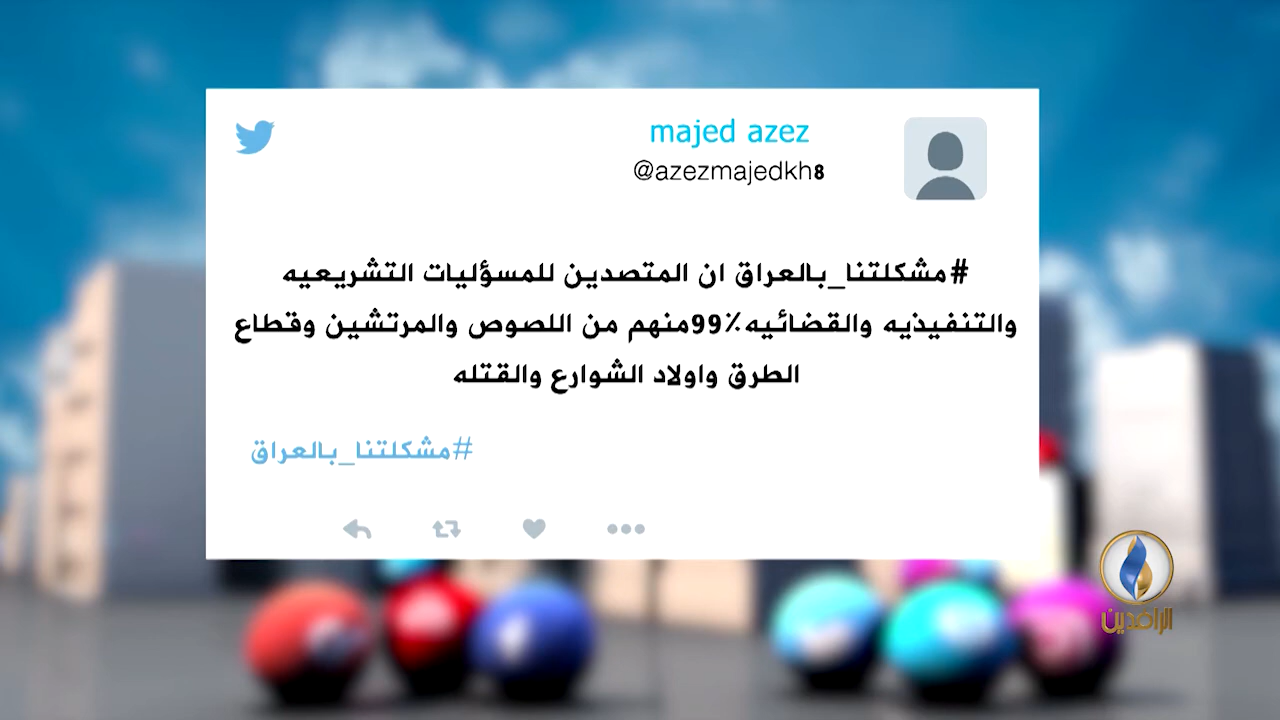 majed azez
@azezmajedkh8
#مشكلتنا_بالعراق ان المتصدين للمسؤليات التشريعيه
والتنفيذيه والقضائيه٪99منهم من اللصوص والمرتشين وقطاع
الطرق واولاد الشوارع والقتله
#مشكلتنا_بالعراق
الرافدين